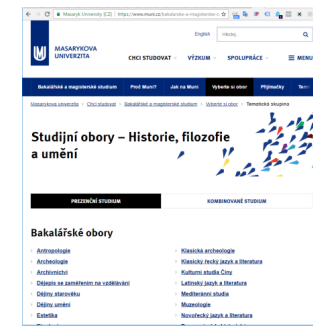 Masaryk University [CZ] | https://www.muni.cz/bakalarske-a-magisterske-s
English
Hledej
MASARYKOVA
UNIVERZITA
CHCI STUDOVAT
VÝZKUM
SPOLUPRÁCE
MENU
Bakalářské a magisterské studium
Proč Muni?
Jak na Muni
Vyberte si obor
Přijímačky
Masarykova univerzita > Chci studovat > Bakalářské a magisterské studium > Vyberte si obor > Tematická skupina
Studijní obory – Historie, filozofie
a umění
PREZENČNÍ STUDIUM
KOMBINOVANÉ STUDIUM
Bakalářské obory
Antropologie
Archeologie
Archivnictví
Dějepis se zaměřením na vzdělávání
Dějiny starověku
Dějiny umění
Estetika
Klasická archeologie
Klasický řecký jazyk a literatura
Kulturní studia Číny
Latinský jazyk a literatura
Mediteránní studia
Muzeologie
Novořecký jazyk a literatura